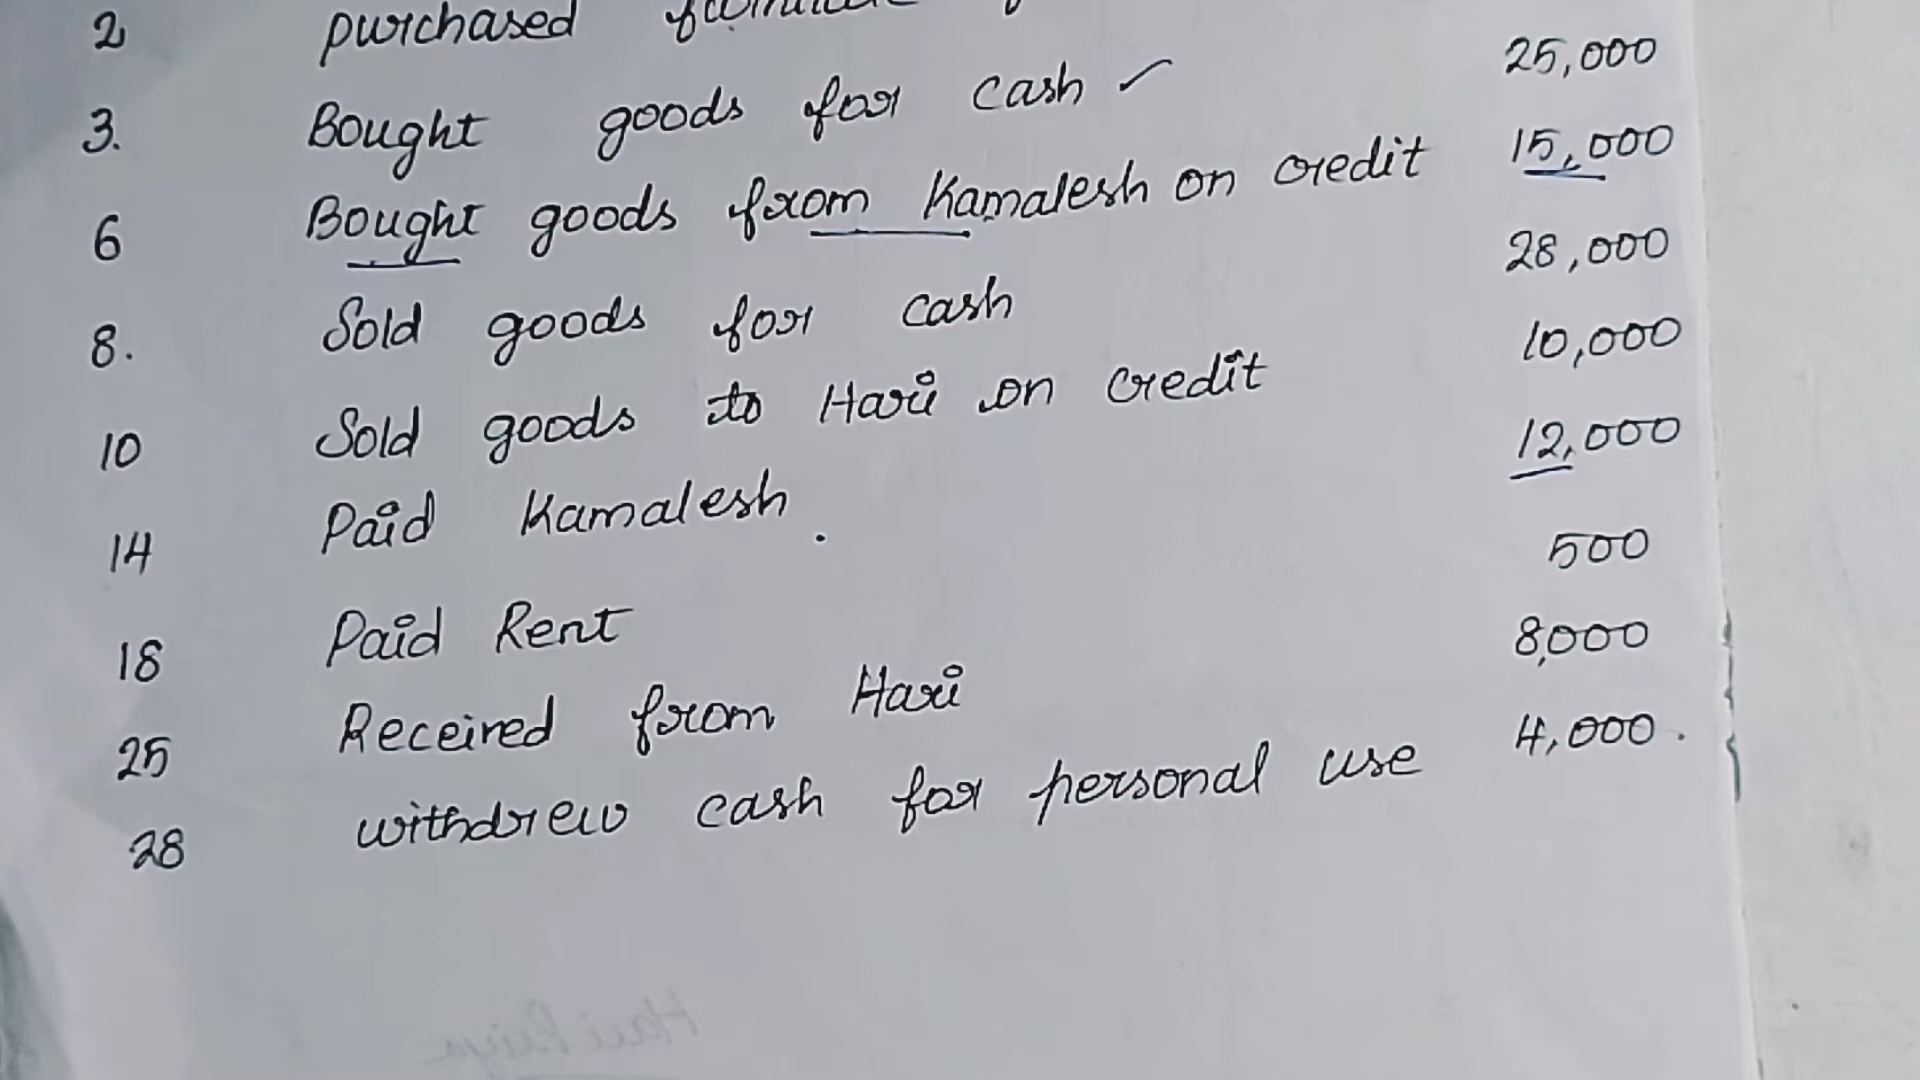 2 purchased
3. Bought goods for cash ✓ 25,000
6 Bought goods from Kamalesh on credit 15,000
8. Sold goods for cash 28,000
10 Sold goods to Hari on credit 10,000
14 Paid Kamalesh. 12,000
18 Paid Rent 500
25 Received from Hari 8,000
28 withdrew cash for personal use 4,000.